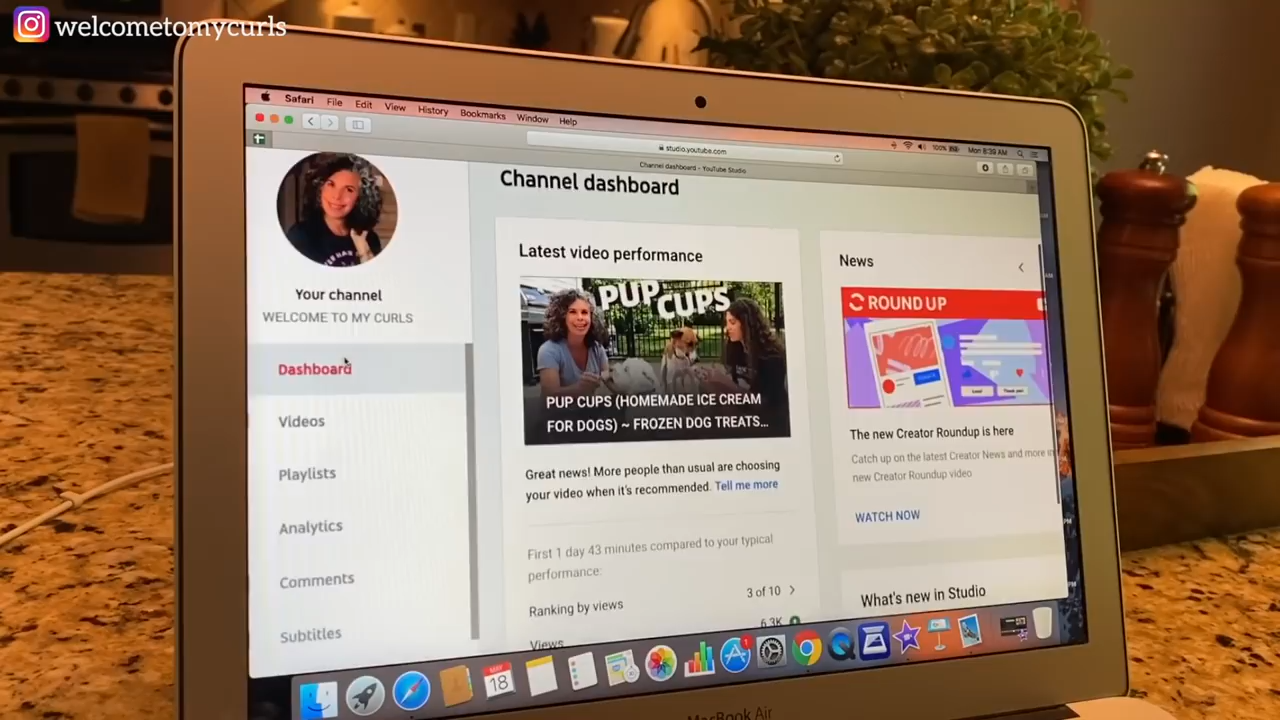 welcometomycurls
Safari File Edit View History Bookmarks Window Help
100% Mon 8:39 AM
studio.youtube.com
Channel dashboard - YouTube Studio
Channel dashboard
Your channel
WELCOME TO MY CURLS
Dashboard
Videos
Playlists
Analytics
Comments
Subtitles
Latest video performance
PUP CUPS
PUP CUPS (HOMEMADE ICE CREAM
FOR DOGS) ~ FROZEN DOG TREATS...
Great news! More people than usual are choosing
your video when it's recommended. Tell me more
First 1 day 43 minutes compared to your typical
performance:
Ranking by views 3 of 10
Views 6.3K
News
ROUND UP
The new Creator Roundup is here
Catch up on the latest Creator News and more in
new Creator Roundup video
WATCH NOW
What's new in Studio
MAY
18
1
MacBook Air